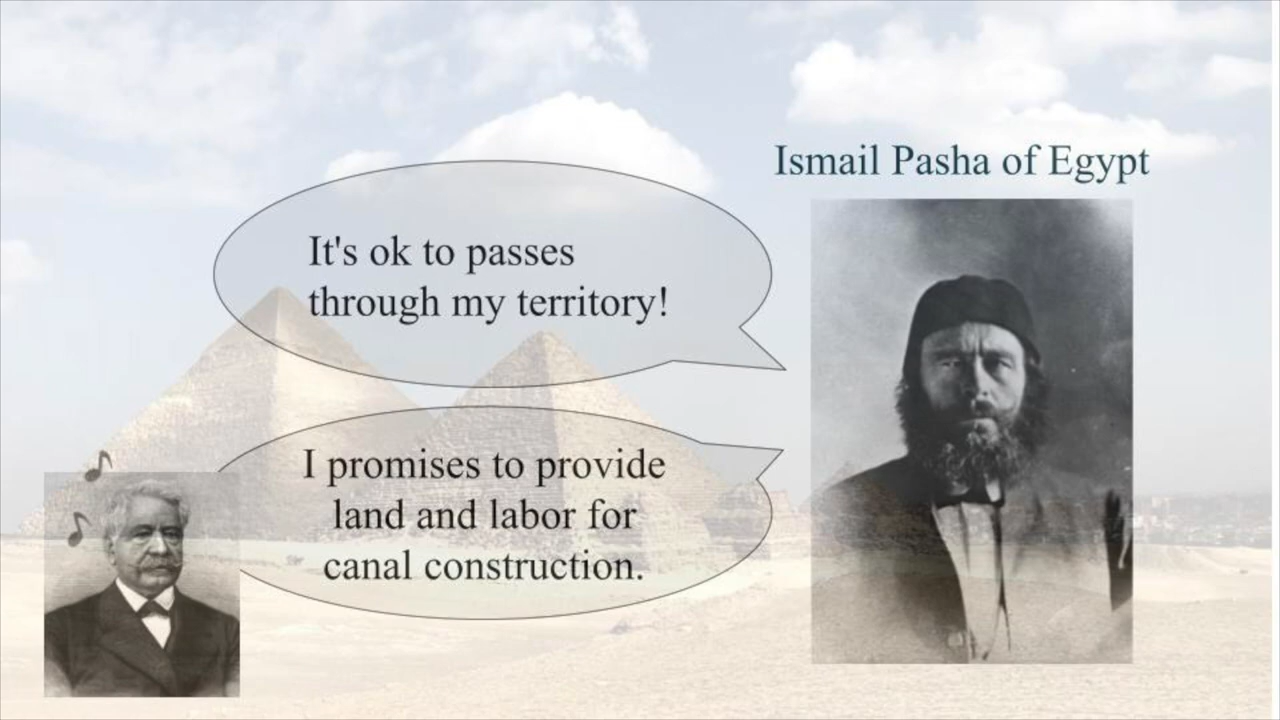 Ismail Pasha of Egypt
It's ok to passes
through my territory!
I promises to provide
land and labor for
canal construction.